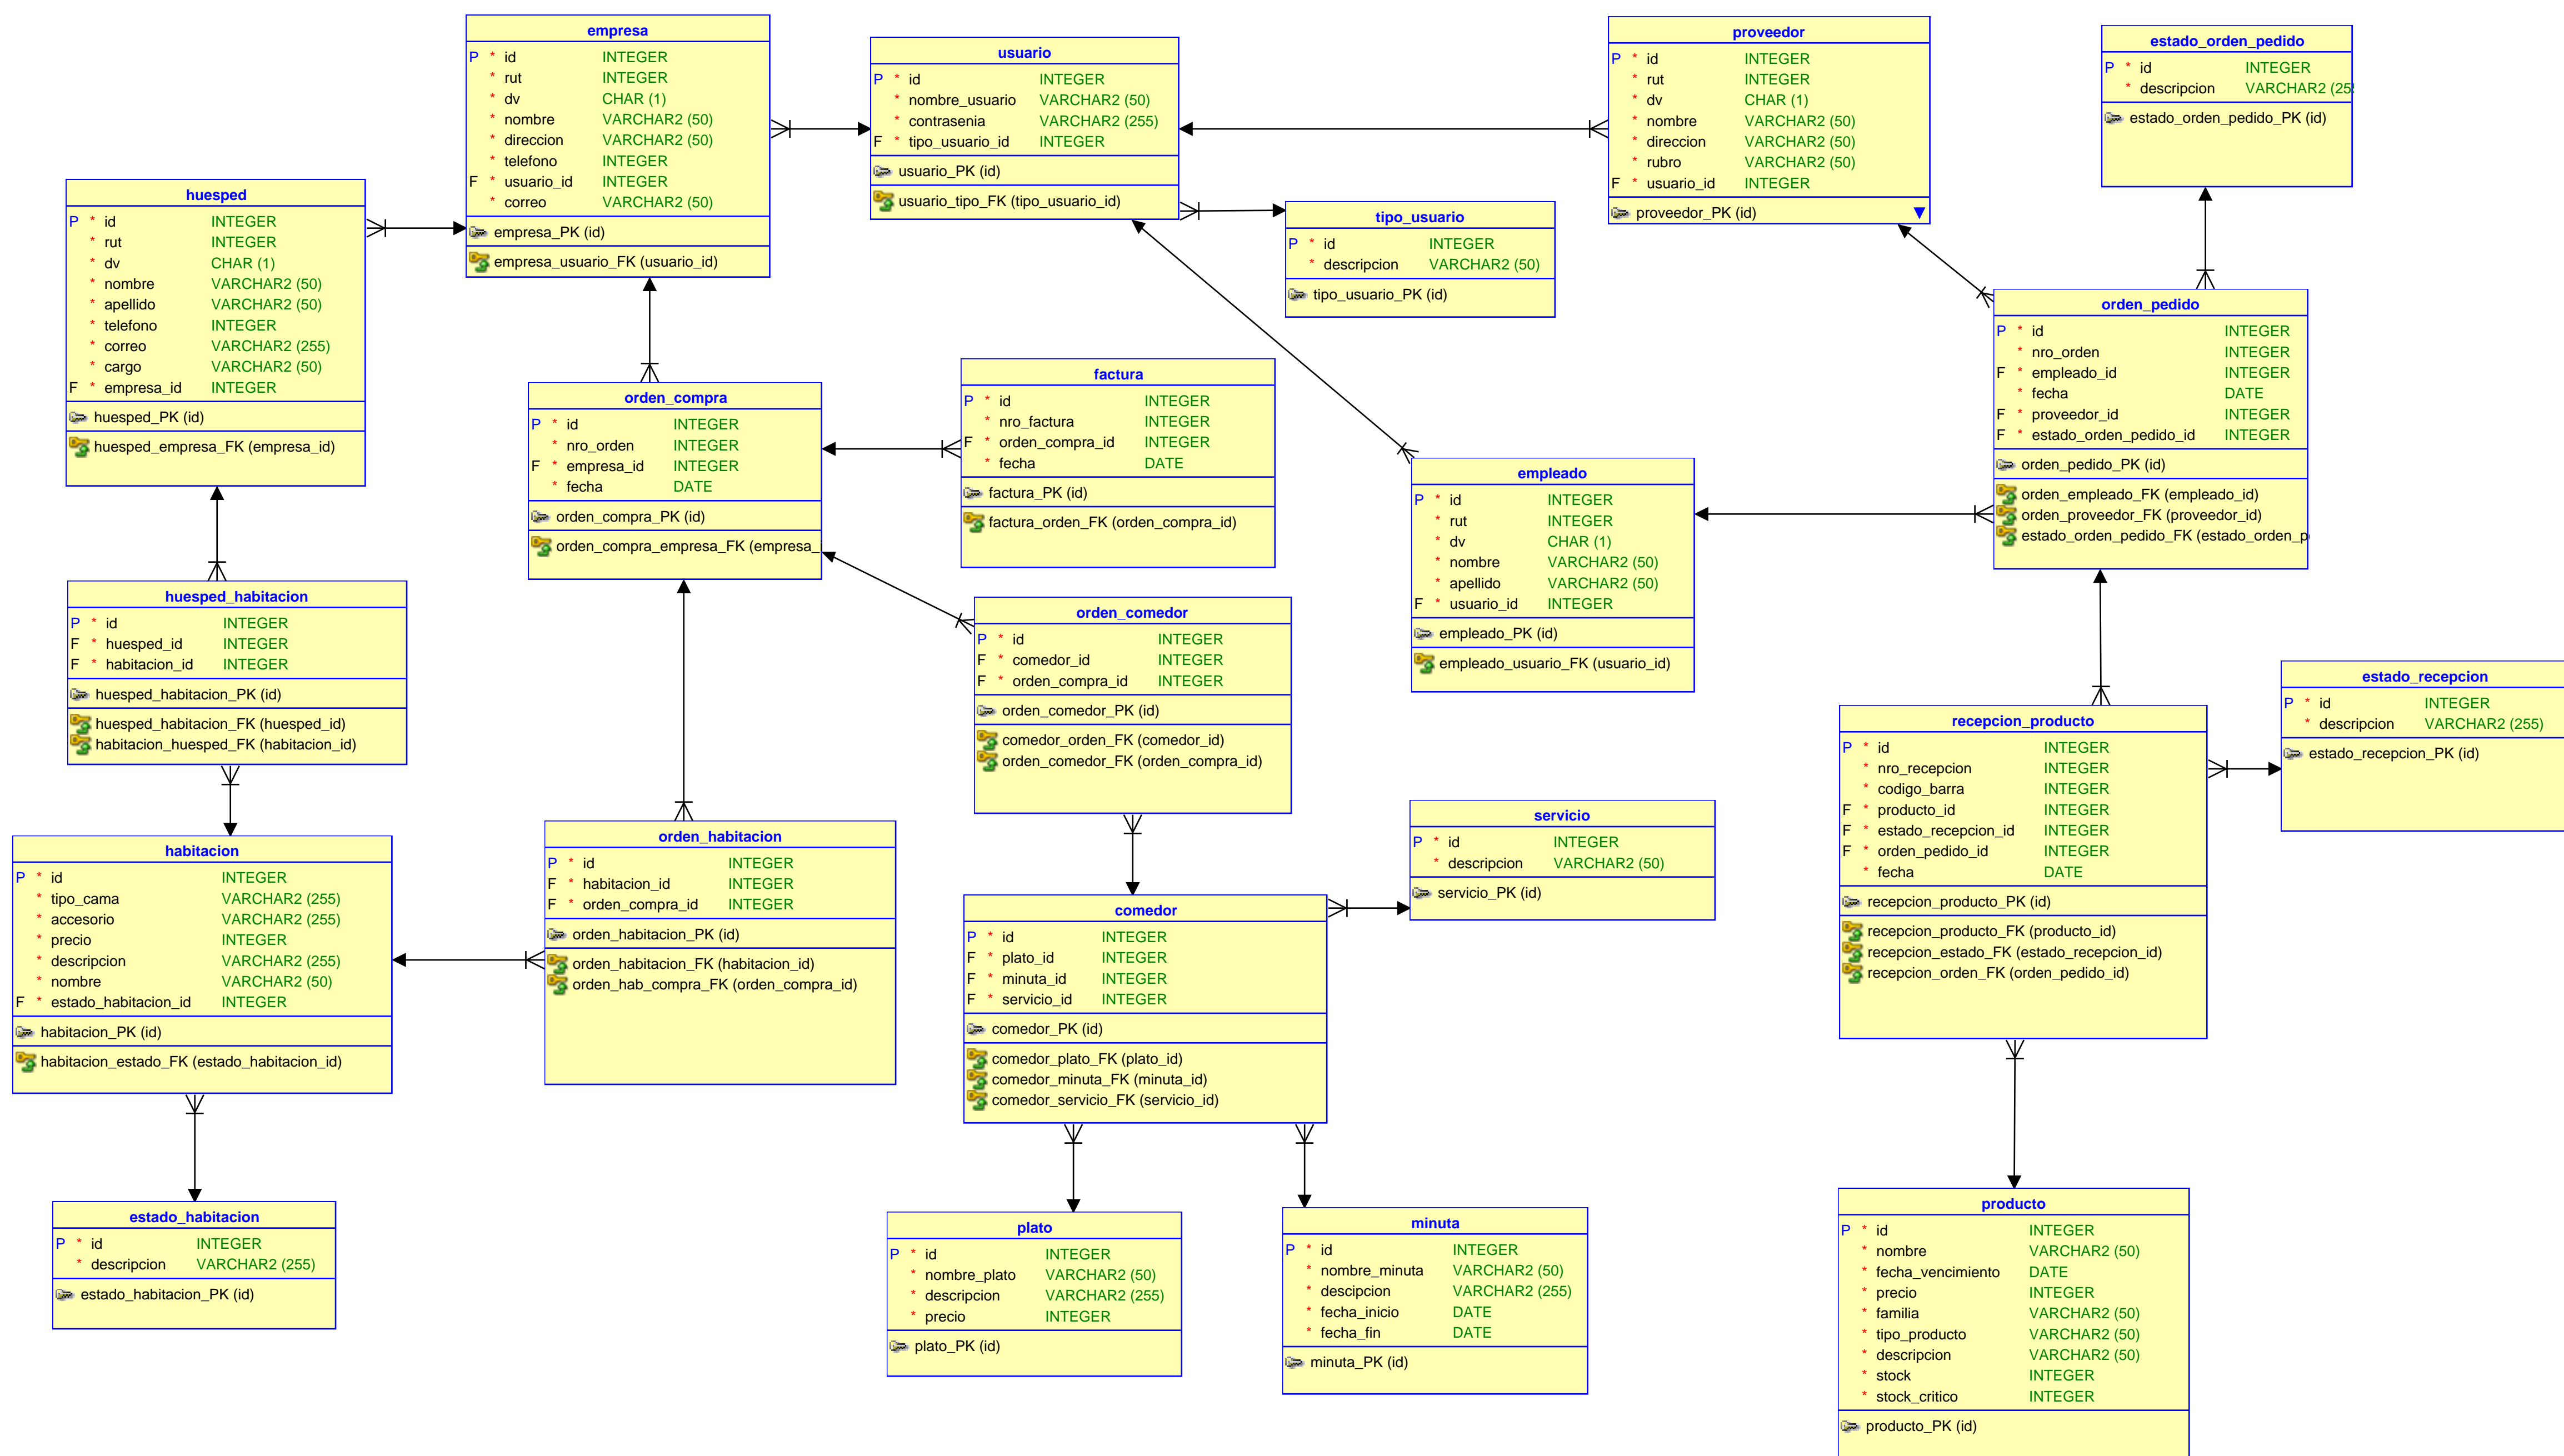 empresa
P * id INTEGER
* rut INTEGER
* dv CHAR (1)
* nombre VARCHAR2 (50)
* direccion VARCHAR2 (50)
* telefono INTEGER
F * usuario_id INTEGER
* correo VARCHAR2 (50)
empresa_PK (id)
empresa_usuario_FK (usuario_id)
usuario
P * id INTEGER
* nombre_usuario VARCHAR2 (50)
* contrasenia VARCHAR2 (255)
F * tipo_usuario_id INTEGER
usuario_PK (id)
usuario_tipo_FK (tipo_usuario_id)
proveedor
P * id INTEGER
* rut INTEGER
* dv CHAR (1)
* nombre VARCHAR2 (50)
* direccion VARCHAR2 (50)
* rubro VARCHAR2 (50)
F * usuario_id INTEGER
proveedor_PK (id)
estado_orden_pedido
P * id INTEGER
* descripcion VARCHAR2 (25
estado_orden_pedido_PK (id)
huesped
P * id INTEGER
* rut INTEGER
* dv CHAR (1)
* nombre VARCHAR2 (50)
* apellido VARCHAR2 (50)
* telefono INTEGER
* correo VARCHAR2 (255)
* cargo VARCHAR2 (50)
F * empresa_id INTEGER
huesped_PK (id)
huesped_empresa_FK (empresa_id)
tipo_usuario
P * id INTEGER
* descripcion VARCHAR2 (50)
tipo_usuario_PK (id)
orden_pedido
P * id INTEGER
* nro_orden INTEGER
F * empleado_id INTEGER
* fecha DATE
F * proveedor_id INTEGER
F * estado_orden_pedido_id INTEGER
orden_pedido_PK (id)
orden_empleado_FK (empleado_id)
orden_proveedor_FK (proveedor_id)
estado_orden_pedido_FK (estado_orden_p
orden_compra
P * id INTEGER
* nro_orden INTEGER
F * empresa_id INTEGER
* fecha DATE
orden_compra_PK (id)
orden_compra_empresa_FK (empresa_
factura
P * id INTEGER
* nro_factura INTEGER
F * orden_compra_id INTEGER
* fecha DATE
factura_PK (id)
factura_orden_FK (orden_compra_id)
empleado
P * id INTEGER
* rut INTEGER
* dv CHAR (1)
* nombre VARCHAR2 (50)
* apellido VARCHAR2 (50)
F * usuario_id INTEGER
empleado_PK (id)
empleado_usuario_FK (usuario_id)
huesped_habitacion
P * id INTEGER
F * huesped_id INTEGER
F * habitacion_id INTEGER
huesped_habitacion_PK (id)
huesped_habitacion_FK (huesped_id)
habitacion_huesped_FK (habitacion_id)
orden_comedor
P * id INTEGER
F * comedor_id INTEGER
F * orden_compra_id INTEGER
orden_comedor_PK (id)
comedor_orden_FK (comedor_id)
orden_comedor_FK (orden_compra_id)
estado_recepcion
P * id INTEGER
* descripcion VARCHAR2 (255)
estado_recepcion_PK (id)
recepcion_producto
P * id INTEGER
* nro_recepcion INTEGER
* codigo_barra INTEGER
F * producto_id INTEGER
F * estado_recepcion_id INTEGER
F * orden_pedido_id INTEGER
* fecha DATE
recepcion_producto_PK (id)
recepcion_producto_FK (producto_id)
recepcion_estado_FK (estado_recepcion_id)
recepcion_orden_FK (orden_pedido_id)
habitacion
P * id INTEGER
* tipo_cama VARCHAR2 (255)
* accesorio VARCHAR2 (255)
* precio INTEGER
* descripcion VARCHAR2 (255)
* nombre VARCHAR2 (50)
F * estado_habitacion_id INTEGER
habitacion_PK (id)
habitacion_estado_FK (estado_habitacion_id)
orden_habitacion
P * id INTEGER
F * habitacion_id INTEGER
F * orden_compra_id INTEGER
orden_habitacion_PK (id)
orden_habitacion_FK (habitacion_id)
orden_hab_compra_FK (orden_compra_id)
servicio
P * id INTEGER
* descripcion VARCHAR2 (50)
servicio_PK (id)
comedor
P * id INTEGER
F * plato_id INTEGER
F * minuta_id INTEGER
F * servicio_id INTEGER
comedor_PK (id)
comedor_plato_FK (plato_id)
comedor_minuta_FK (minuta_id)
comedor_servicio_FK (servicio_id)
estado_habitacion
P * id INTEGER
* descripcion VARCHAR2 (255)
estado_habitacion_PK (id)
plato
P * id INTEGER
* nombre_plato VARCHAR2 (50)
* descripcion VARCHAR2 (255)
* precio INTEGER
plato_PK (id)
minuta
P * id INTEGER
* nombre_minuta VARCHAR2 (50)
* descipcion VARCHAR2 (255)
* fecha_inicio DATE
* fecha_fin DATE
minuta_PK (id)
producto
P * id INTEGER
* nombre VARCHAR2 (50)
* fecha_vencimiento DATE
* precio INTEGER
* familia VARCHAR2 (50)
* tipo_producto VARCHAR2 (50)
* descripcion VARCHAR2 (50)
* stock INTEGER
* stock_critico INTEGER
producto_PK (id)